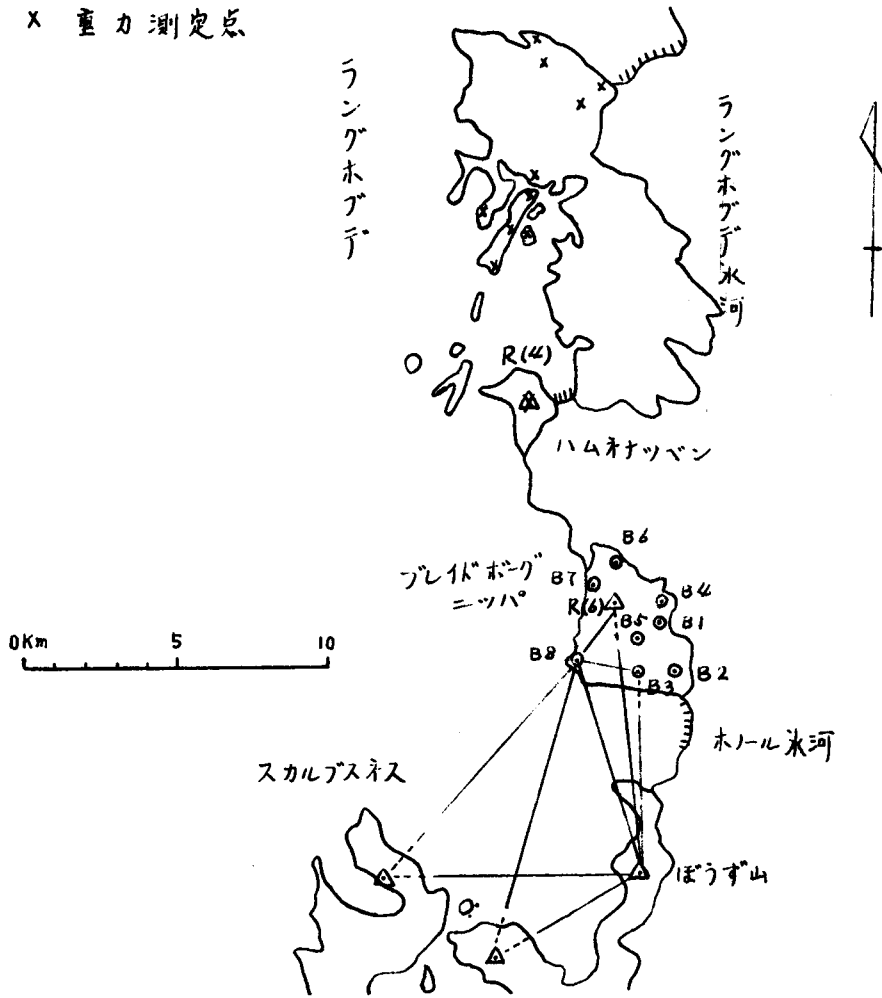 x 重力測定点
ラングホブデ
ラングホブデ氷河
R(4)
ハムネナッベン
B6
ブレイドボーグ
ニッパ
B7
B4
R(6)
B1
B5
0Km 5 10
B8
B2
B3
ホノール氷河
スカルブスネス
ぼうず山